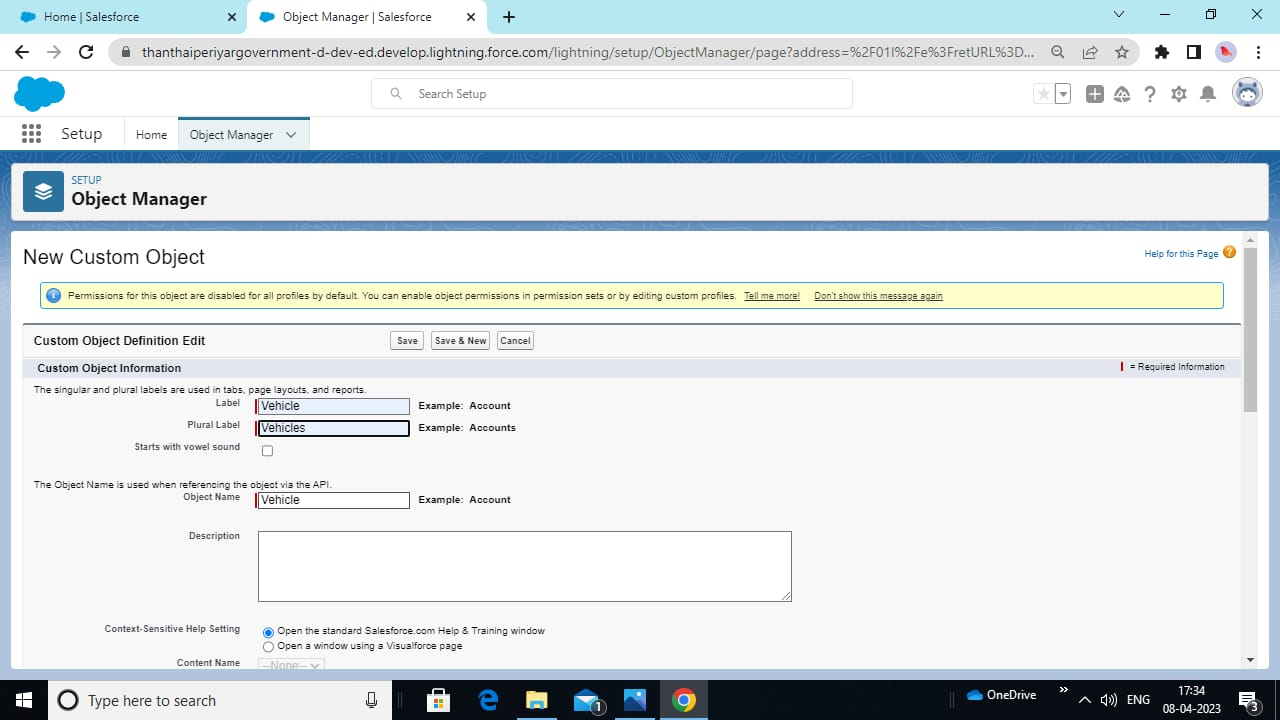 Home | Salesforce
Object Manager | Salesforce
thanthaiperiyargovernment-d-dev-ed.develop.lightning.force.com/lightning/setup/ObjectManager/page?address=%2F01I%2Fe%3FretURL%3D...
Search Setup
Setup Home Object Manager
SETUP
Object Manager
New Custom Object
Help for this Page ?
Permissions for this object are disabled for all profiles by default. You can enable object permissions in permission sets or by editing custom profiles. Tell me more! Don't show this message again
Custom Object Definition Edit Save Save & New Cancel
Custom Object Information = Required Information
The singular and plural labels are used in tabs, page layouts, and reports.
Label Vehicle Example: Account
Plural Label Vehicles Example: Accounts
Starts with vowel sound
The Object Name is used when referencing the object via the API.
Object Name Vehicle Example: Account
Description
Context-Sensitive Help Setting Open the standard Salesforce.com Help & Training window
Open a window using a Visualforce page
Content Name --None--
Type here to search 1 OneDrive ENG 17:34
08-04-2023 3